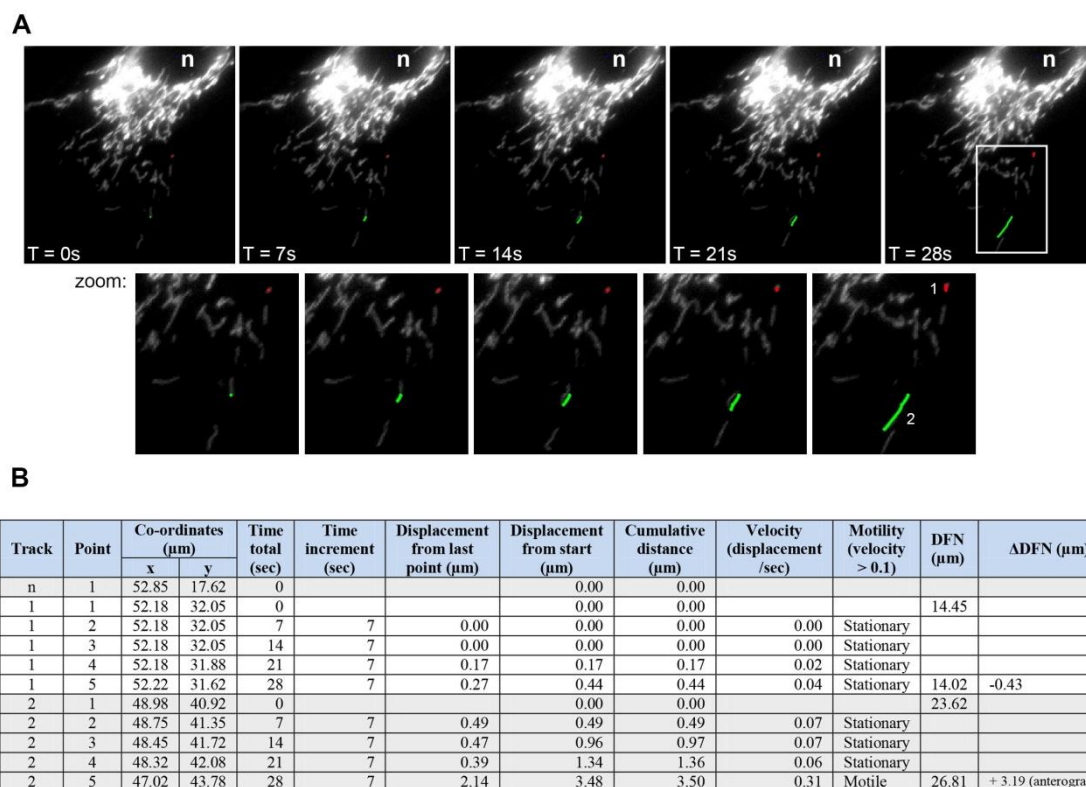 A
n n n n n
T = 0s T = 7s T = 14s T = 21s T = 28s
zoom:
1
2
B
Track Point Co-ordinates (µm) Time total (sec) Time increment (sec) Displacement from last point (µm) Displacement from start (µm) Cumulative distance (µm) Velocity (displacement /sec) Motility (velocity > 0.1) DFN (µm) ΔDFN (µm
x y
n 1 52.85 17.62 0 0.00 0.00
1 1 52.18 32.05 0 0.00 0.00 14.45
1 2 52.18 32.05 7 7 0.00 0.00 0.00 0.00 Stationary
1 3 52.18 32.05 14 7 0.00 0.00 0.00 0.00 Stationary
1 4 52.18 31.88 21 7 0.17 0.17 0.17 0.02 Stationary
1 5 52.22 31.62 28 7 0.27 0.44 0.44 0.04 Stationary 14.02 -0.43
2 1 48.98 40.92 0 0.00 0.00 23.62
2 2 48.75 41.35 7 7 0.49 0.49 0.49 0.07 Stationary
2 3 48.45 41.72 14 7 0.47 0.96 0.97 0.07 Stationary
2 4 48.32 42.08 21 7 0.39 1.34 1.36 0.06 Stationary
2 5 47.02 43.78 28 7 2.14 3.48 3.50 0.31 Motile 26.81 + 3.19 (anterogra